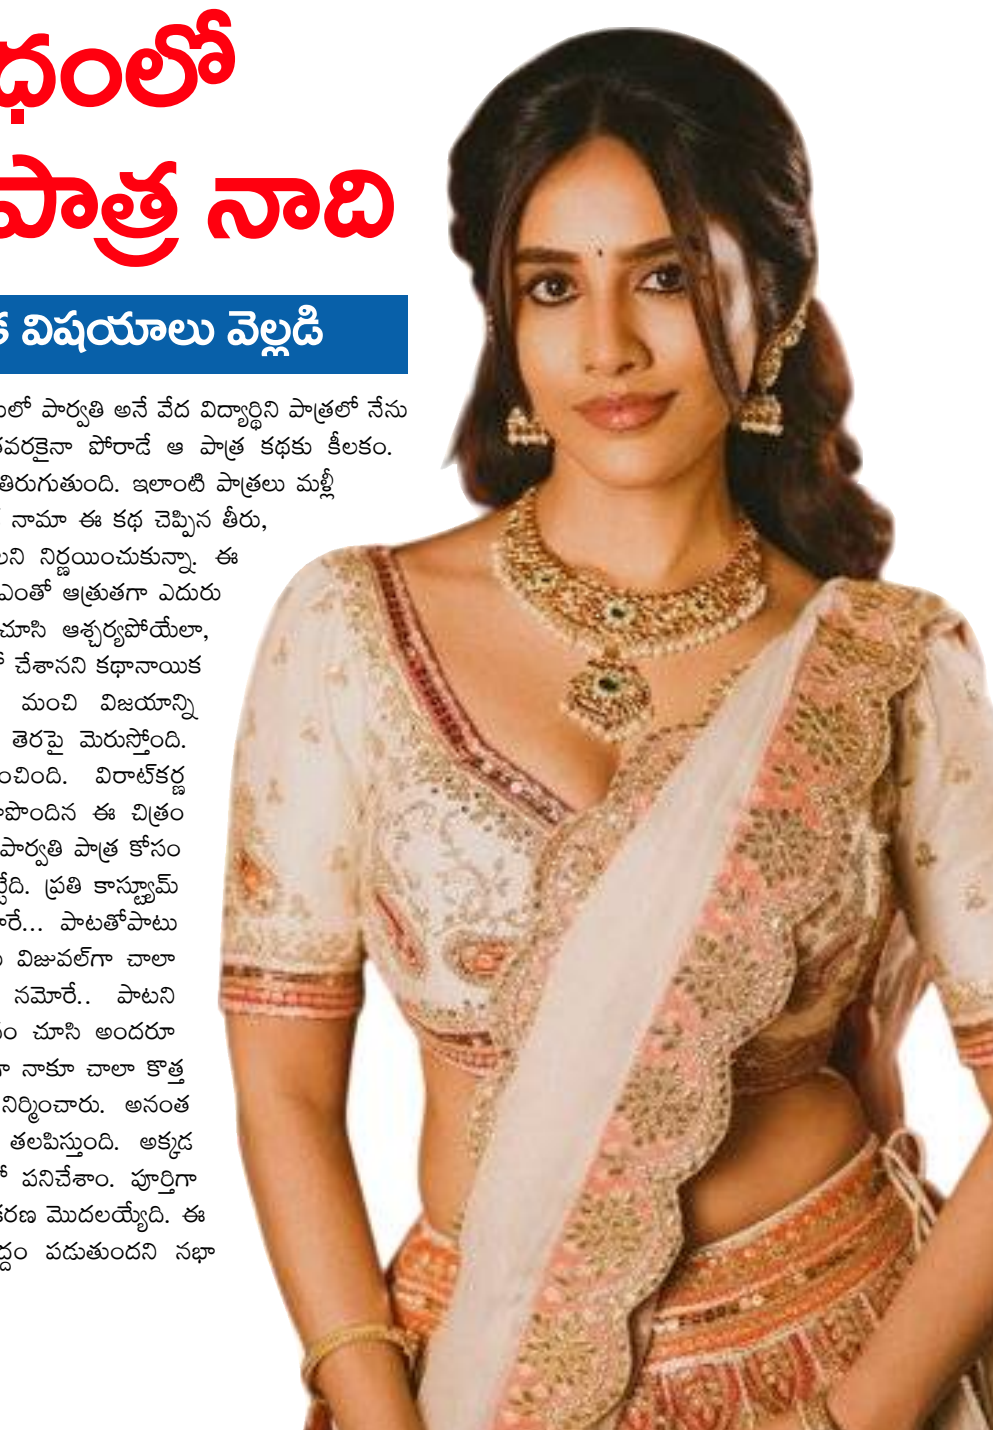 ధంలో
పాత్ర నాది
విషయాలు వెల్లడి
పార్వతి అనే వేద విద్యార్థిని పాత్రలో నేను
పోరాడే ఆ పాత్ర కథకు కీలకం.
తిరుగుతుంది. ఇలాంటి పాత్రలు మళ్లీ
నామా ఈ కథ చెప్పిన తీరు,
నిర్ణయించుకున్నా. ఈ
ఎంతో ఆత్రుతగా ఎదురు
చూసి ఆశ్చర్యపోయేలా,
చేశానని కథానాయిక
మంచి విజయాన్ని
తెరపై మెరుస్తోంది.
విరాట్‌కర్ణ
ఈ చిత్రం
పార్వతి పాత్ర కోసం
ప్రతి కాస్ట్యూమ్
పాటతోపాటు
విజువల్‌గా చాలా
నమోరే.. పాటని
చూసి అందరూ
నాకూ చాలా కొత్త
నిర్మించారు. అనంత
తలపిస్తుంది. అక్కడ
పనిచేశాం. పూర్తిగా
మొదలయ్యేది. ఈ
పడుతుందని నభా